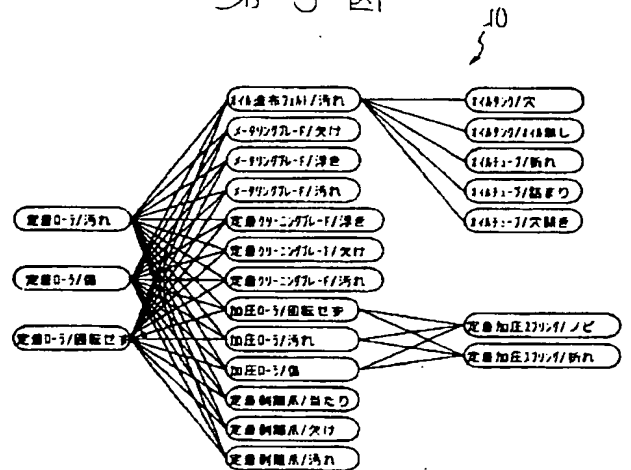 第 3 図
10
オイル塗布フェルト/汚れ
メータリングブレード/欠け
メータリングブレード/浮き
メータリングブレード/汚れ
定着クリーニングブレード/浮き
定着クリーニングブレード/欠け
定着クリーニングブレード/汚れ
加圧ローラ/回転せず
加圧ローラ/汚れ
加圧ローラ/傷
定着剥離爪/当たり
定着剥離爪/欠け
定着剥離爪/汚れ
定着ローラ/汚れ
定着ローラ/傷
定着ローラ/回転せず
オイルタンク/穴
オイルタンク/オイル無し
オイルチューブ/折れ
オイルチューブ/詰まり
オイルチューブ/穴開き
定着加圧スプリング/ノビ
定着加圧スプリング/折れ